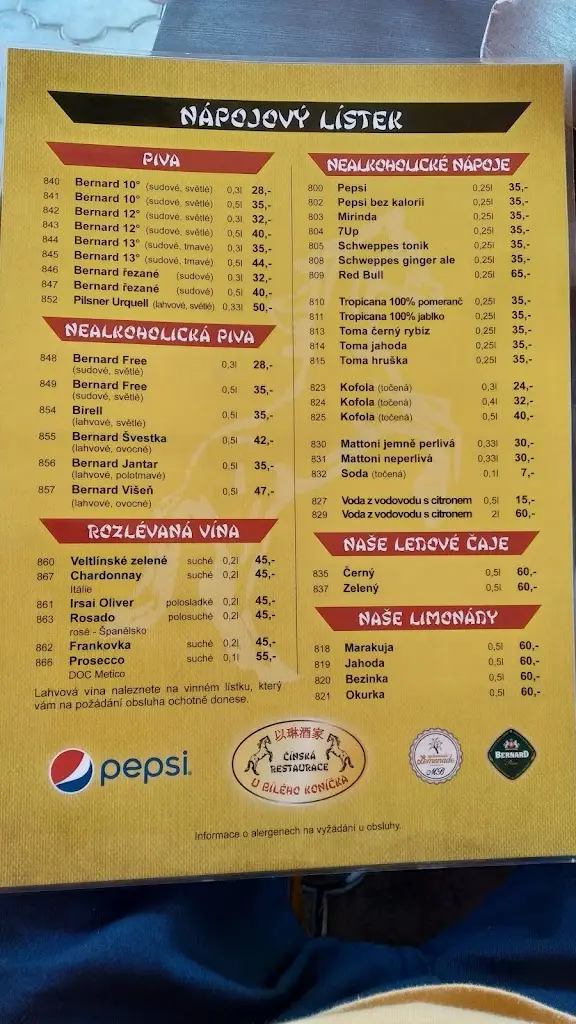 NÁPOJOVÝ LÍSTEK
PIVA
840 Bernard 10° (sudové, světlé) 0,3l 28,-
841 Bernard 10° (sudové, světlé) 0,5l 35,-
842 Bernard 12° (sudové, světlé) 0,3l 32,-
843 Bernard 12° (sudové, světlé) 0,5l 40,-
844 Bernard 13° (sudové, tmavé) 0,3l 35,-
845 Bernard 13° (sudové, tmavé) 0,5l 44,-
846 Bernard řezané (sudové) 0,3l 32,-
847 Bernard řezané (sudové) 0,5l 40,-
852 Pilsner Urquell (lahvové, světlé) 0,33l 50,-
NEALKOHOLICKÁ PIVA
848 Bernard Free 0,3l 28,-
(sudové, světlé)
849 Bernard Free 0,5l 35,-
(sudové, světlé)
854 Birell 0,5l 35,-
(lahvové, světlé)
855 Bernard Švestka 0,5l 42,-
(lahvové, ovocné)
856 Bernard Jantar 0,5l 35,-
(lahvové, polotmavé)
857 Bernard Višeň 0,5l 47,-
(lahvové, ovocné)
ROZLÉVANÁ VÍNA
860 Veltlínské zelené suché 0,2l 45,-
867 Chardonnay suché 0,2l 45,-
Itálie
861 Irsai Oliver polosladké 0,2l 45,-
863 Rosado polosuché 0,2l 45,-
rosé - Španělsko
862 Frankovka suché 0,2l 45,-
866 Prosecco suché 0,1l 55,-
DOC Metico
Lahvová vína naleznete na vinném lístku, který
vám na požádání obsluha ochotně donese.
NEALKOHOLICKÉ NÁPOJE
800 Pepsi 0,25l 35,-
802 Pepsi bez kalorií 0,25l 35,-
803 Mirinda 0,25l 35,-
804 7Up 0,25l 35,-
805 Schweppes tonik 0,25l 35,-
808 Schweppes ginger ale 0,25l 35,-
809 Red Bull 0,25l 65,-
810 Tropicana 100% pomeranč 0,25l 35,-
811 Tropicana 100% jablko 0,25l 35,-
813 Toma černý rybíz 0,25l 35,-
814 Toma jahoda 0,25l 35,-
815 Toma hruška 0,25l 35,-
823 Kofola (točená) 0,3l 24,-
824 Kofola (točená) 0,4l 32,-
825 Kofola (točená) 0,5l 40,-
830 Mattoni jemně perlivá 0,33l 30,-
831 Mattoni neperlivá 0,33l 30,-
832 Soda (točená) 0,1l 7,-
827 Voda z vodovodu s citronem 0,5l 15,-
829 Voda z vodovodu s citronem 2l 60,-
NAŠE LEDOVÉ ČAJE
835 Černý 0,5l 60,-
837 Zelený 0,5l 60,-
NAŠE LIMONÁDY
818 Marakuja 0,5l 60,-
819 Jahoda 0,5l 60,-
820 Bezinka 0,5l 60,-
821 Okurka 0,5l 60,-
pepsi
以琳酒家
ČÍNSKÁ
RESTAURACE
U BÍLÉHO KONÍČKA
Lemonade
MB
BERNARD
Informace o alergenech na vyžádání u obsluhy.